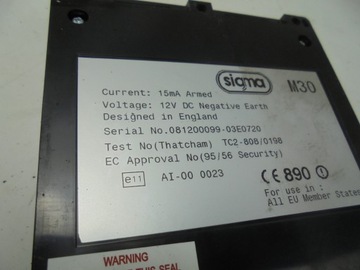 sigma
M30
Current: 15mA Armed
Voltage: 12V DC Negative Earth
Designed in England
Serial No.081200099-03E0720
Test No(Thatcham) TC2-808/0198
EC Approval No(95/56 Security)
e11 AI-00 0023
CE 890 !
For use in:
All EU Member States
WARNING
THIS SEAL